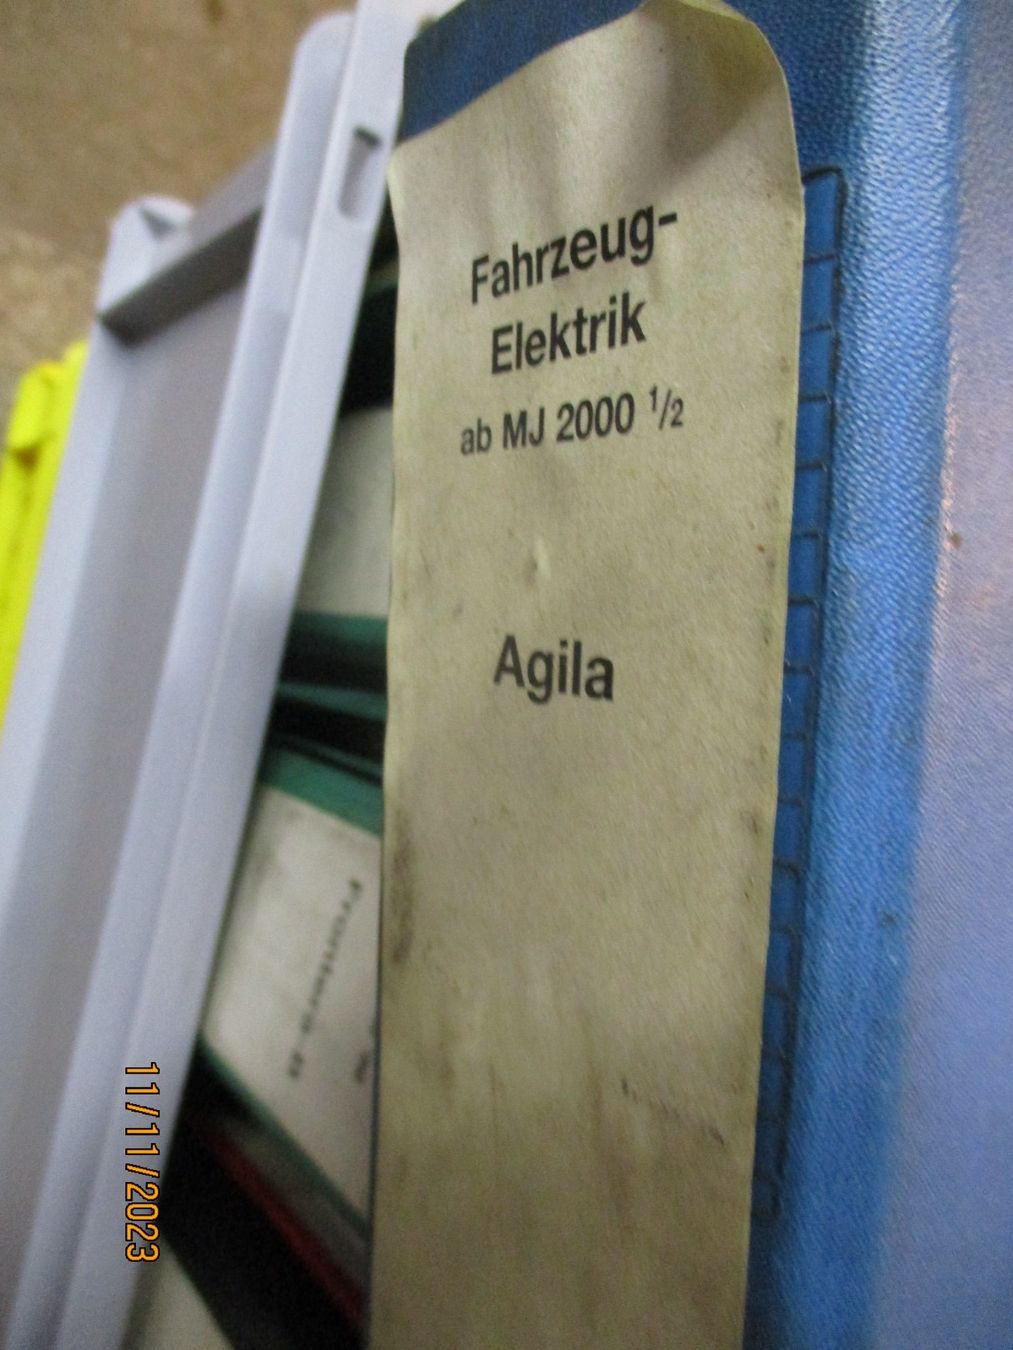 Fahrzeug-
Elektrik
ab MJ 2000 ½
Agila
11/11/2023